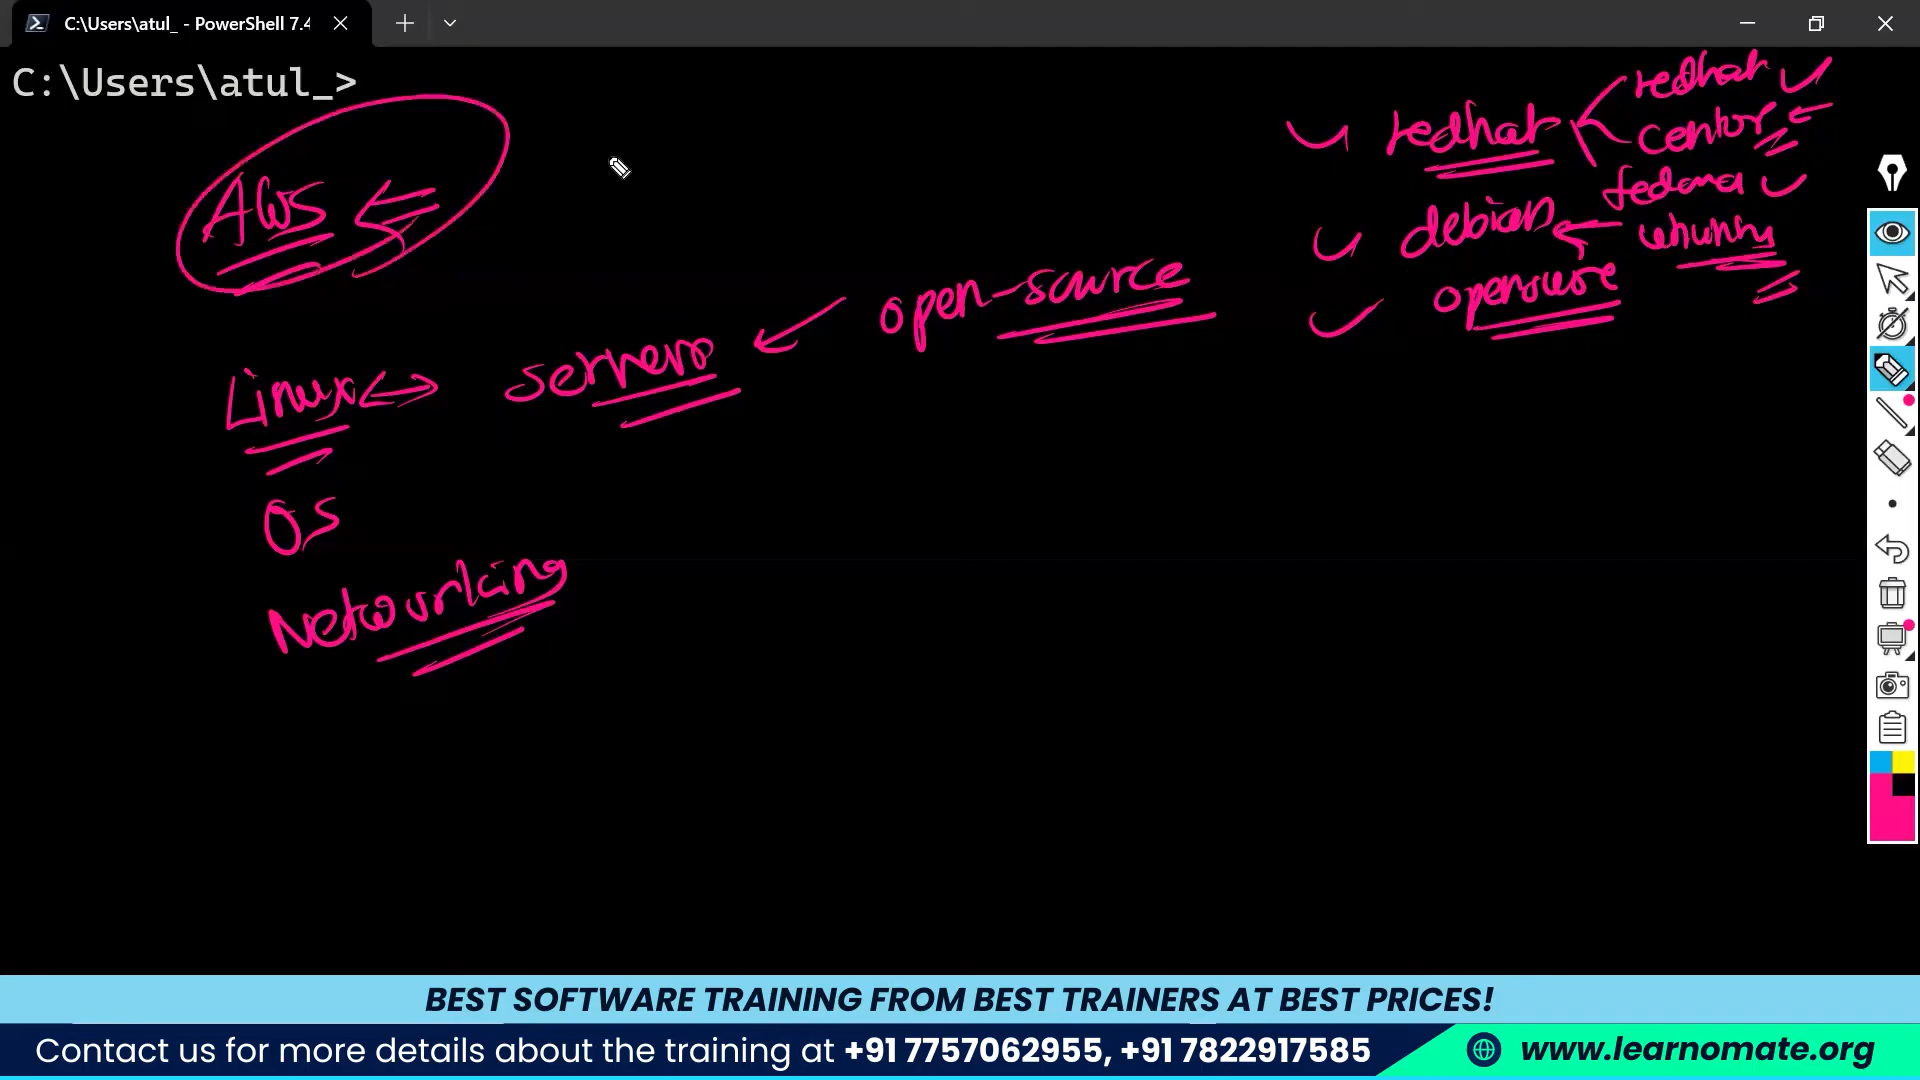 C:\Users\atul_ - PowerShell 7.4
C:\Users\atul_>
AWS
Linux
servers
open-source
OS
Networking
redhat
redhat
centos
fedora
debian
ubuntu
opensuse
BEST SOFTWARE TRAINING FROM BEST TRAINERS AT BEST PRICES!
Contact us for more details about the training at +91 7757062955, +91 7822917585
www.learnomate.org